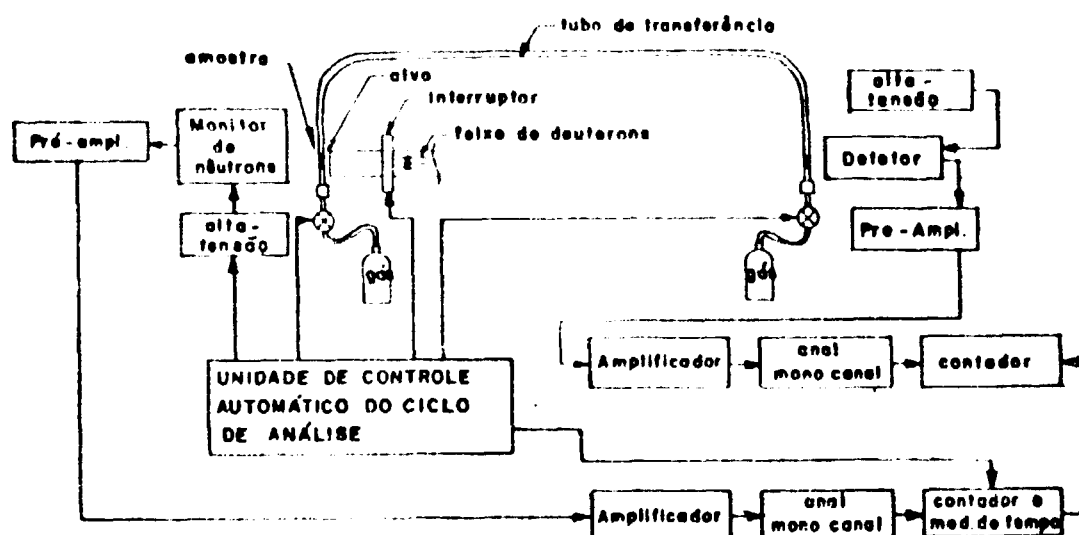 tubo de transferência
amostra
alvo
interruptor
feixe de deuterons
alta-
tensão
Pré-ampl.
Monitor
de
nêutrons
Detetor
alta-
tensão
Pre-Ampl.
gás
gás
Amplificador
anal
mono canal
contador
UNIDADE DE CONTROLE
AUTOMÁTICO DO CICLO
DE ANÁLISE
Amplificador
anal
mono canal
contador e
med. de tempo